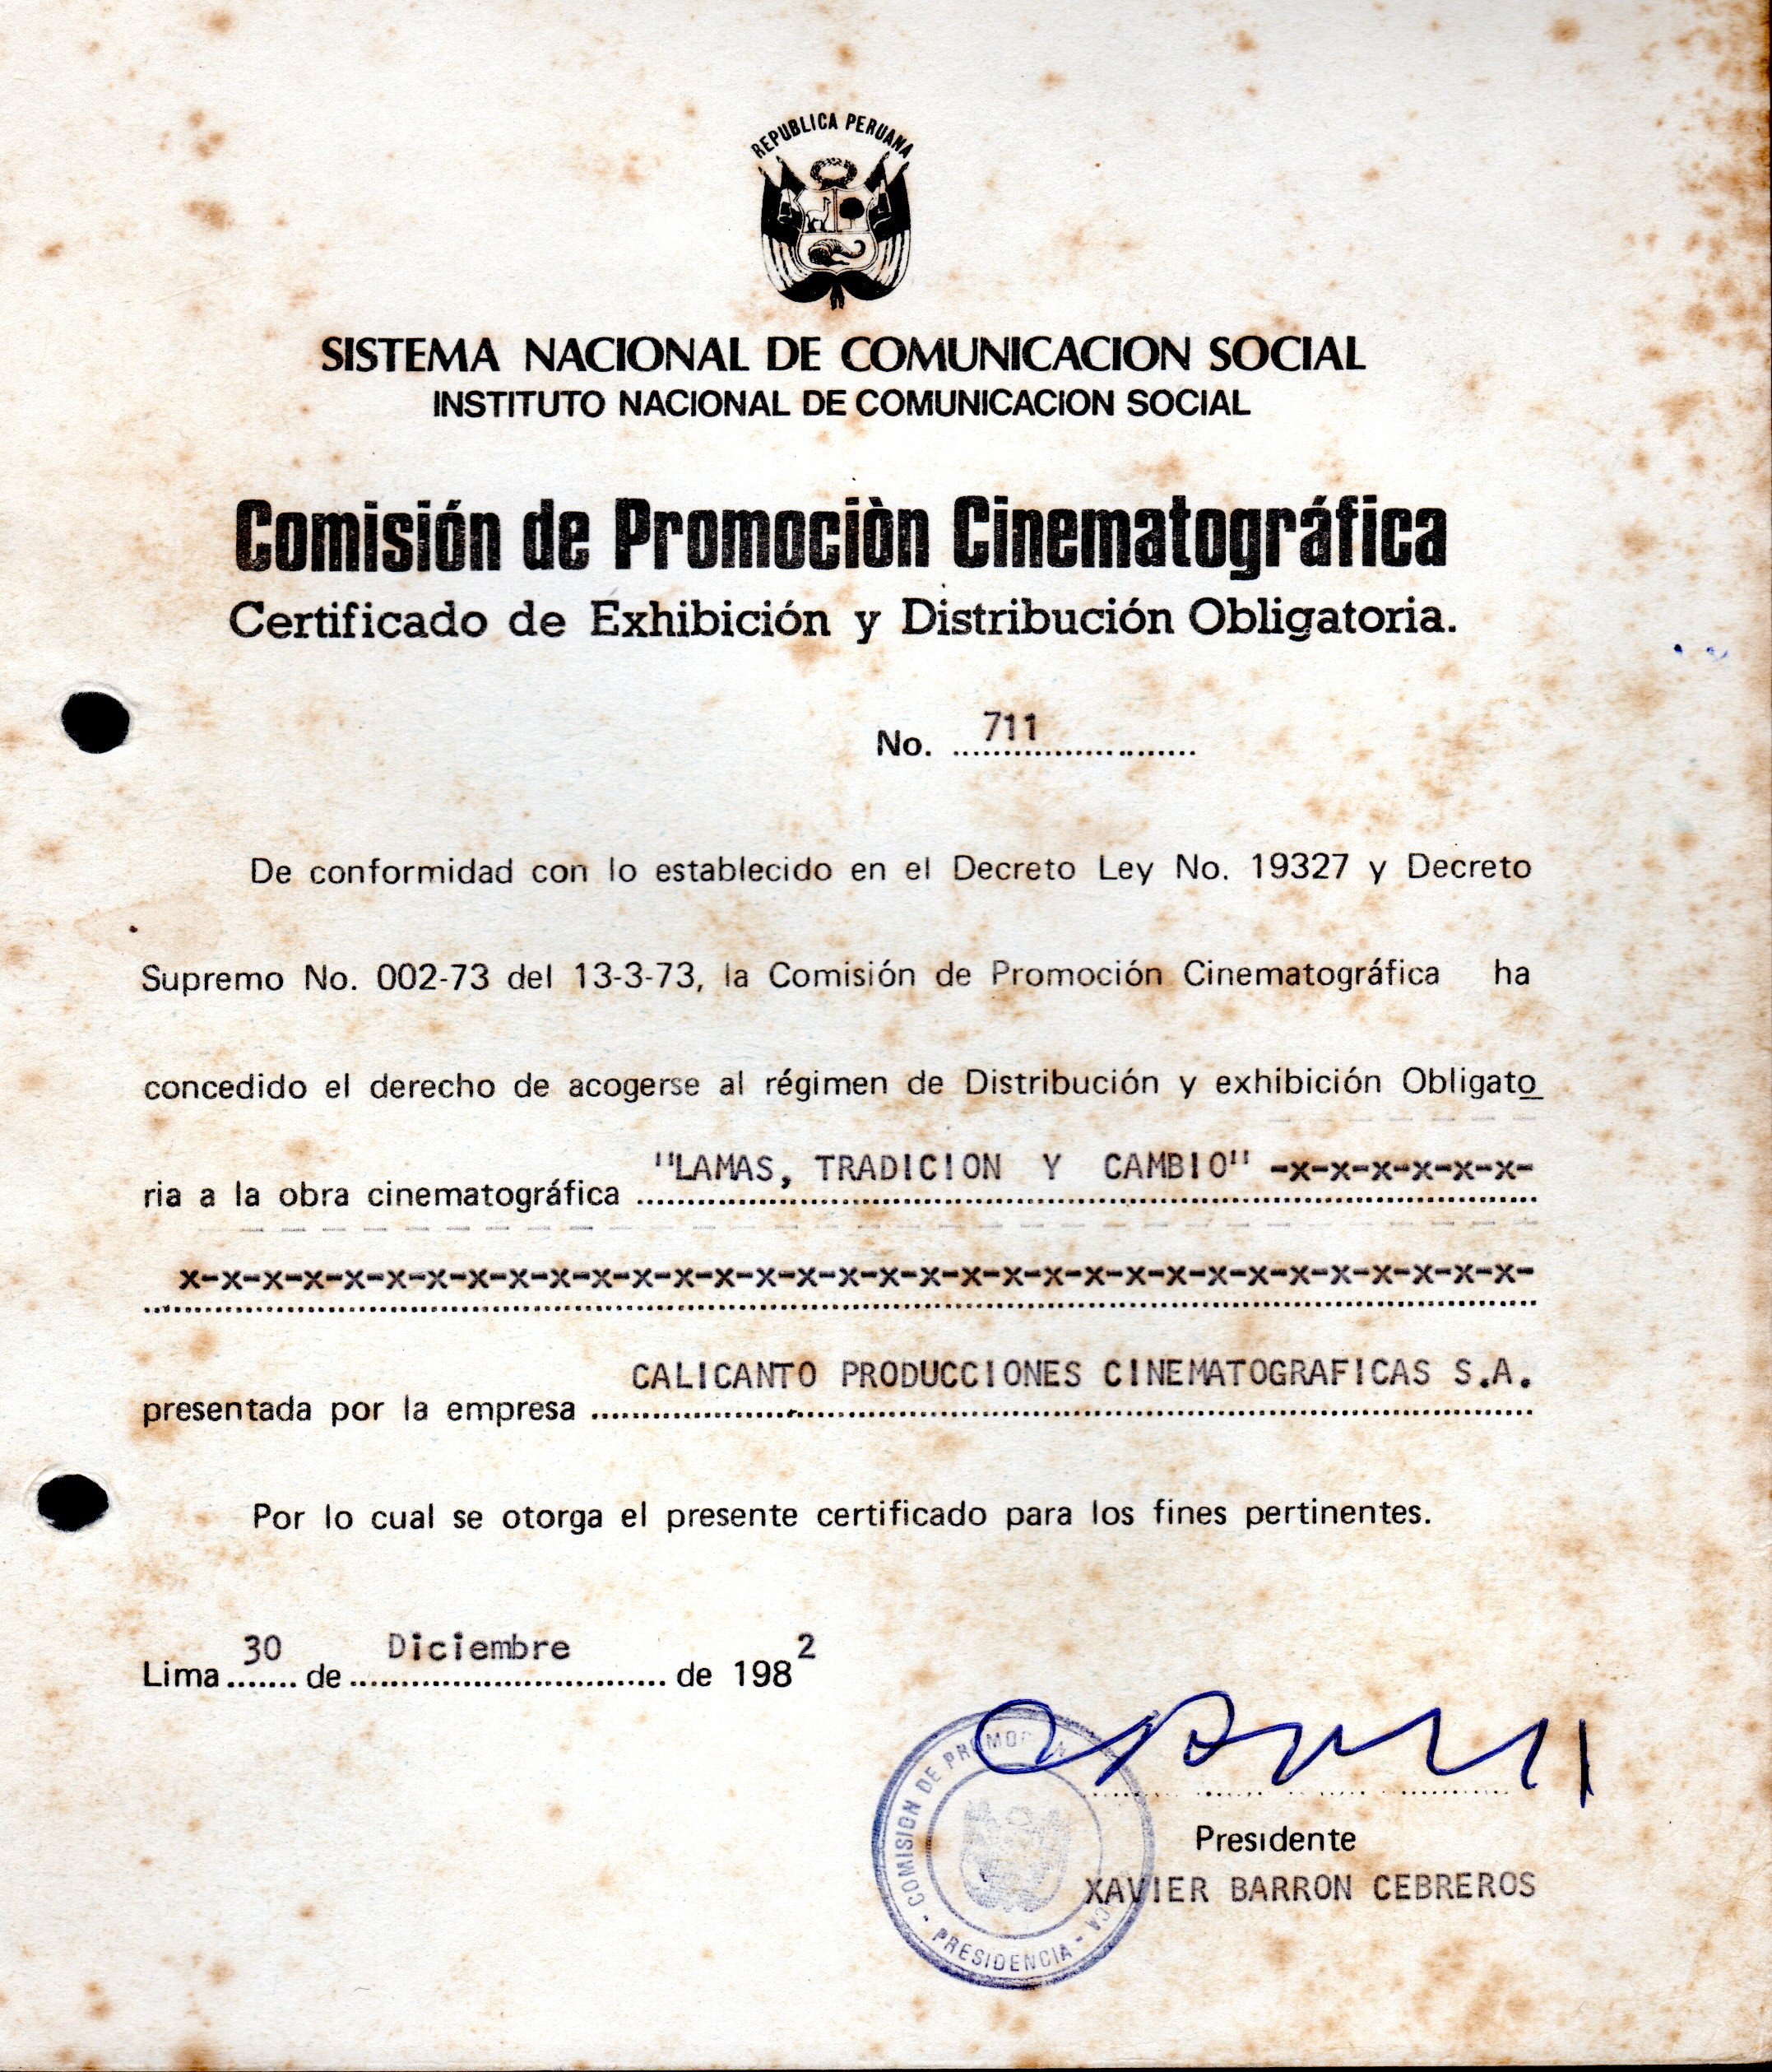 REPUBLICA PERUANA
SISTEMA NACIONAL DE COMUNICACION SOCIAL
INSTITUTO NACIONAL DE COMUNICACION SOCIAL
Comisión de Promociòn Cinematográfica
Certificado de Exhibición y Distribución Obligatoria.
No. 711
De conformidad con lo establecido en el Decreto Ley No. 19327 y Decreto
Supremo No. 002-73 del 13-3-73, la Comisión de Promoción Cinematográfica ha
concedido el derecho de acogerse al régimen de Distribución y exhibición Obligato
ria a la obra cinematográfica "LAMAS, TRADICION Y CAMBIO" -x-x-x-x-x-x-
x-x-x-x-x-x-x-x-x-x-x-x-x-x-x-x-x-x-x-x-x-x-x-x-x-x-x-x-x-x-x-x-x-
presentada por la empresa CALICANTO PRODUCCIONES CINEMATOGRAFICAS S.A.
Por lo cual se otorga el presente certificado para los fines pertinentes.
Lima 30 de Diciembre de 1982
COMISION DE PROMO
PRESIDENCIA
Presidente
XAVIER BARRON CEBREROS